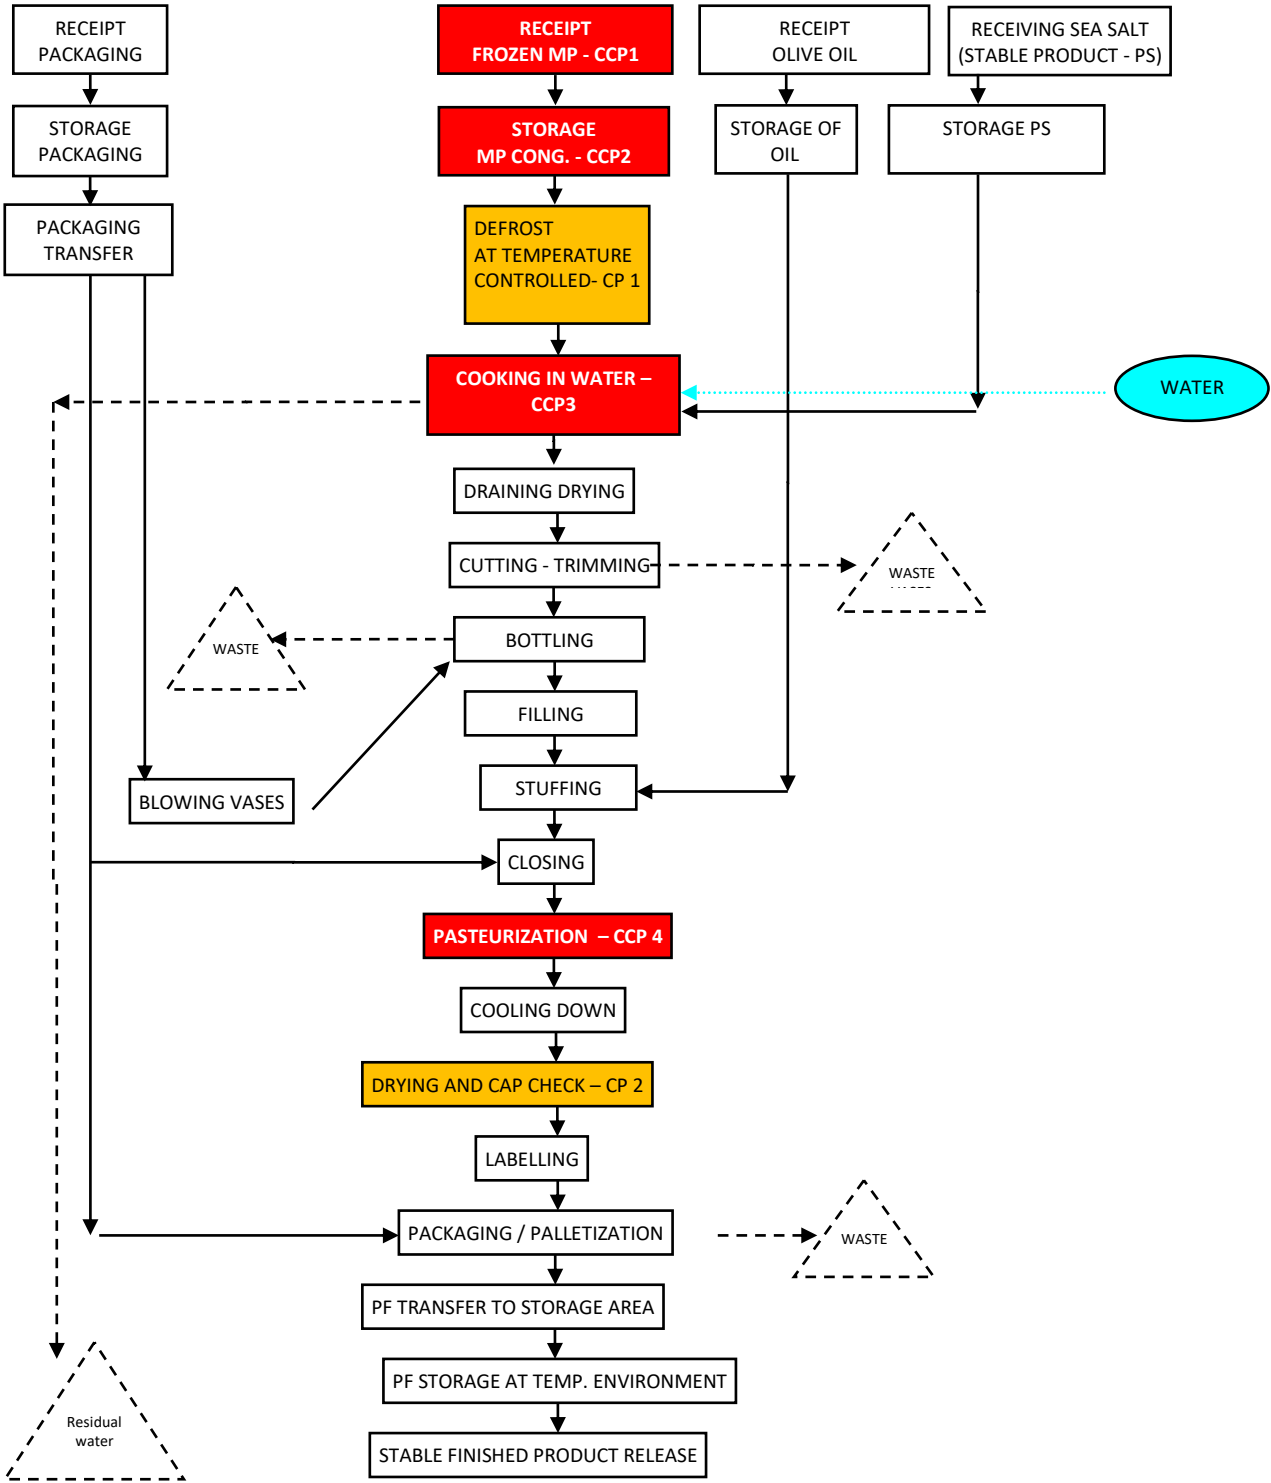 RECEIPT
PACKAGING
RECEIPT
FROZEN MP - CCP1
RECEIPT
OLIVE OIL
RECEIVING SEA SALT
(STABLE PRODUCT - PS)
STORAGE
PACKAGING
STORAGE
MP CONG. - CCP2
STORAGE OF
OIL
STORAGE PS
PACKAGING
TRANSFER
DEFROST
AT TEMPERATURE
CONTROLLED- CP 1
COOKING IN WATER –
CCP3
WATER
DRAINING DRYING
CUTTING - TRIMMING
WASTE
BOTTLING
WASTE
FILLING
STUFFING
BLOWING VASES
CLOSING
PASTEURIZATION – CCP 4
COOLING DOWN
DRYING AND CAP CHECK – CP 2
LABELLING
PACKAGING / PALLETIZATION
WASTE
PF TRANSFER TO STORAGE AREA
PF STORAGE AT TEMP. ENVIRONMENT
Residual
water
STABLE FINISHED PRODUCT RELEASE